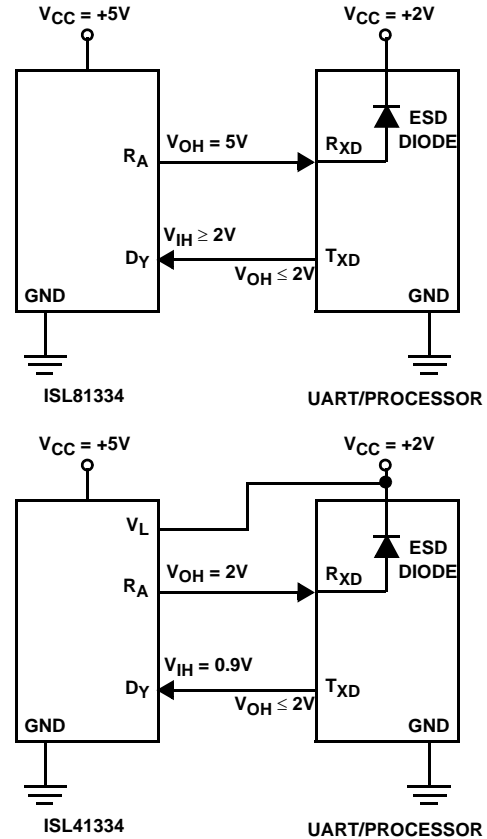 VCC = +5V
VCC = +2V
ESD
DIODE
RA
VOH = 5V
RXD
VIH ≥ 2V
DY
TXD
VOH ≤ 2V
GND
GND
ISL81334
UART/PROCESSOR
VCC = +5V
VCC = +2V
VL
ESD
DIODE
RA
VOH = 2V
RXD
VIH = 0.9V
DY
TXD
VOH ≤ 2V
GND
GND
ISL41334
UART/PROCESSOR